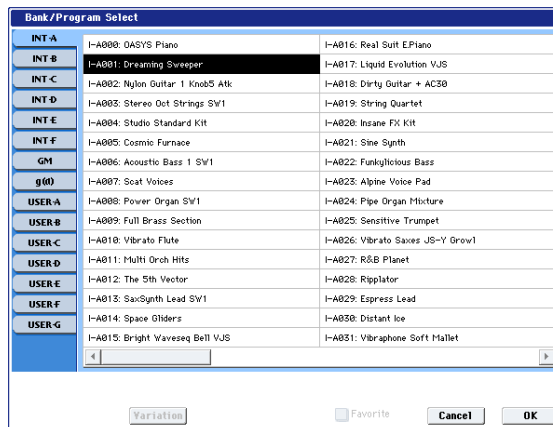 Bank/Program Select
INT-A
INT-B
INT-C
INT-D
INT-E
INT-F
GM
g(d)
USER-A
USER-B
USER-C
USER-D
USER-E
USER-F
USER-G
I-A000: OASYS Piano
I-A001: Dreaming Sweeper
I-A002: Nylon Guitar 1 Knob5 Atk
I-A003: Stereo Oct Strings SW1
I-A004: Studio Standard Kit
I-A005: Cosmic Furnace
I-A006: Acoustic Bass 1 SW1
I-A007: Scat Voices
I-A008: Power Organ SW1
I-A009: Full Brass Section
I-A010: Vibrato Flute
I-A011: Multi Orch Hits
I-A012: The 5th Vector
I-A013: SaxSynth Lead SW1
I-A014: Space Gliders
I-A015: Bright Waveseq Bell VJS
I-A016: Real Suit E.Piano
I-A017: Liquid Evolution VJS
I-A018: Dirty Guitar + AC30
I-A019: String Quartet
I-A020: Insane FX Kit
I-A021: Sine Synth
I-A022: Funkylicious Bass
I-A023: Alpine Voice Pad
I-A024: Pipe Organ Mixture
I-A025: Sensitive Trumpet
I-A026: Vibrato Saxes JS-Y Growl
I-A027: R&B Planet
I-A028: Ripplator
I-A029: Espress Lead
I-A030: Distant Ice
I-A031: Vibraphone Soft Mallet
Variation
Favorite
Cancel
OK